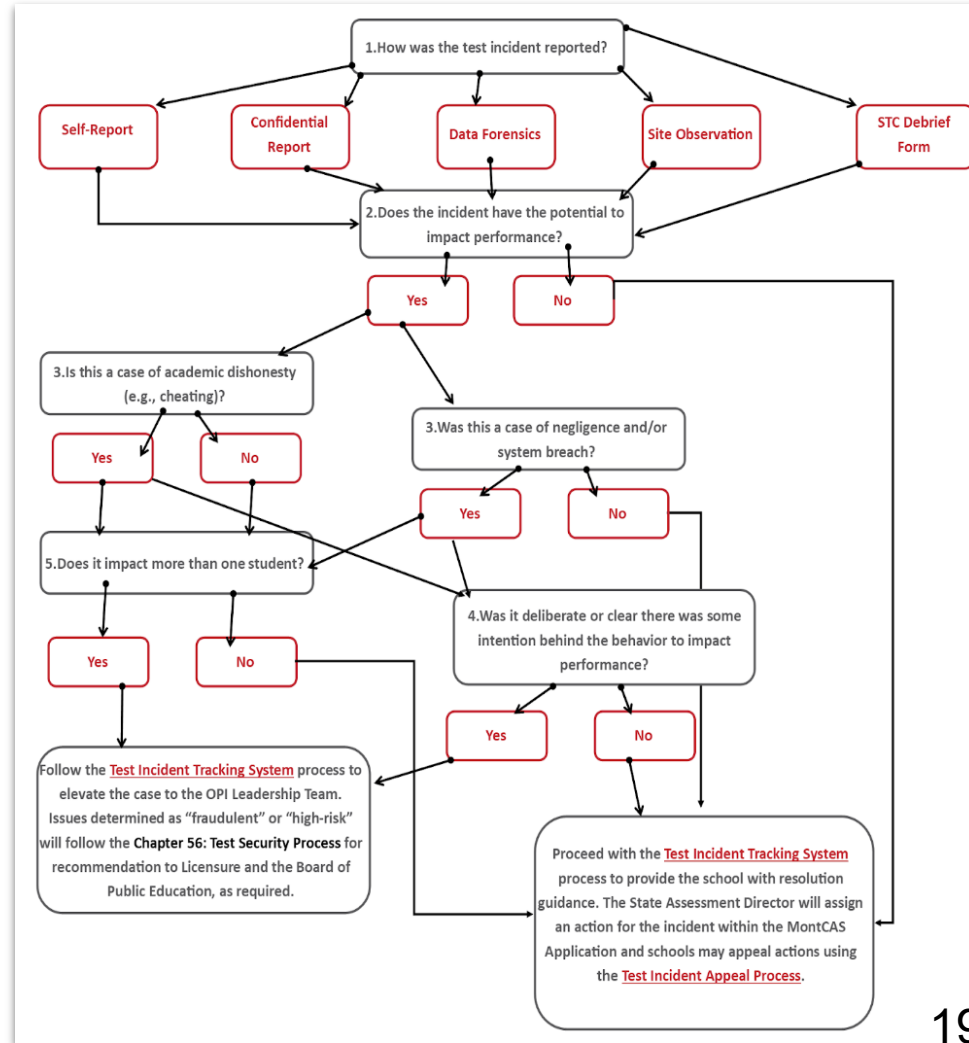 1.How was the test incident reported?
Self-Report
Confidential
Report
Data Forensics
Site Observation
STC Debrief
Form
2.Does the incident have the potential to
impact performance?
Yes
No
3.Is this a case of academic dishonesty
(e.g., cheating)?
3.Was this a case of negligence and/or
system breach?
Yes
No
Yes
No
5.Does it impact more than one student?
4.Was it deliberate or clear there was some
intention behind the behavior to impact
performance?
Yes
No
Yes
No
Follow the Test Incident Tracking System process to
elevate the case to the OPI Leadership Team.
Issues determined as “fraudulent” or “high-risk”
will follow the Chapter 56: Test Security Process for
recommendation to Licensure and the Board of
Public Education, as required.
Proceed with the Test Incident Tracking System
process to provide the school with resolution
guidance. The State Assessment Director will assign
an action for the incident within the MontCAS
Application and schools may appeal actions using
the Test Incident Appeal Process.
19